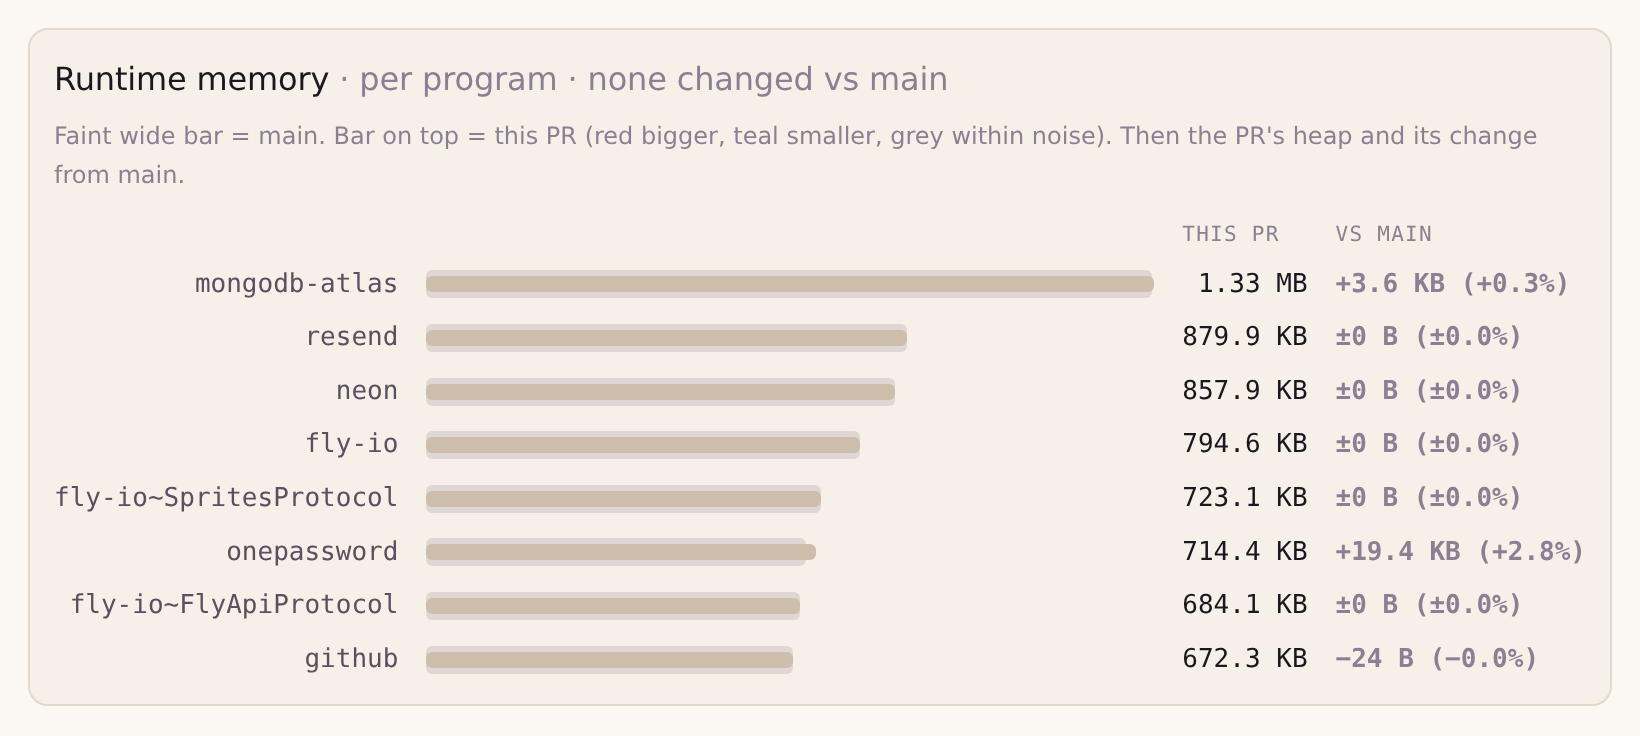 Runtime memory · per program · none changed vs main
Faint wide bar = main. Bar on top = this PR (red bigger, teal smaller, grey within noise). Then the PR's heap and its change
from main.
THIS PR VS MAIN
mongodb-atlas 1.33 MB +3.6 KB (+0.3%)
resend 879.9 KB ±0 B (±0.0%)
neon 857.9 KB ±0 B (±0.0%)
fly-io 794.6 KB ±0 B (±0.0%)
fly-io~SpritesProtocol 723.1 KB ±0 B (±0.0%)
onepassword 714.4 KB +19.4 KB (+2.8%)
fly-io~FlyApiProtocol 684.1 KB ±0 B (±0.0%)
github 672.3 KB −24 B (−0.0%)